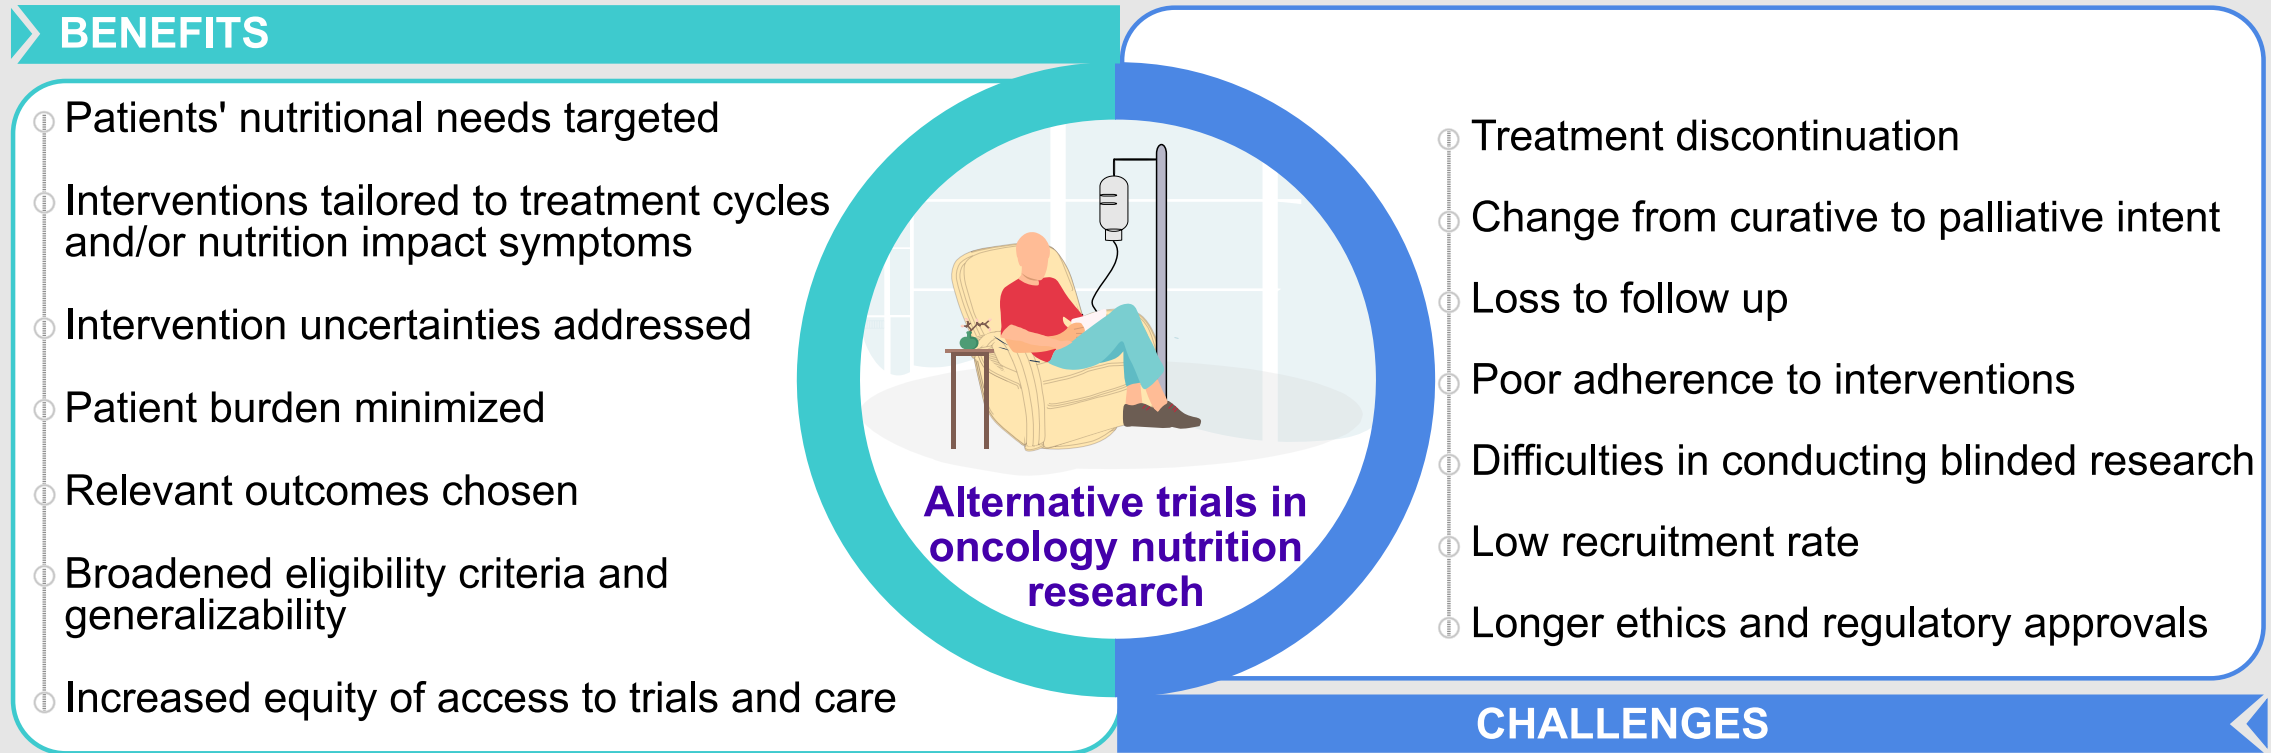 BENEFITS
Patients' nutritional needs targeted
Interventions tailored to treatment cycles
and/or nutrition impact symptoms
Intervention uncertainties addressed
Patient burden minimized
Relevant outcomes chosen
Broadened eligibility criteria and
generalizability
Increased equity of access to trials and care
Alternative trials in
oncology nutrition
research
Treatment discontinuation
Change from curative to palliative intent
Loss to follow up
Poor adherence to interventions
Difficulties in conducting blinded research
Low recruitment rate
Longer ethics and regulatory approvals
CHALLENGES